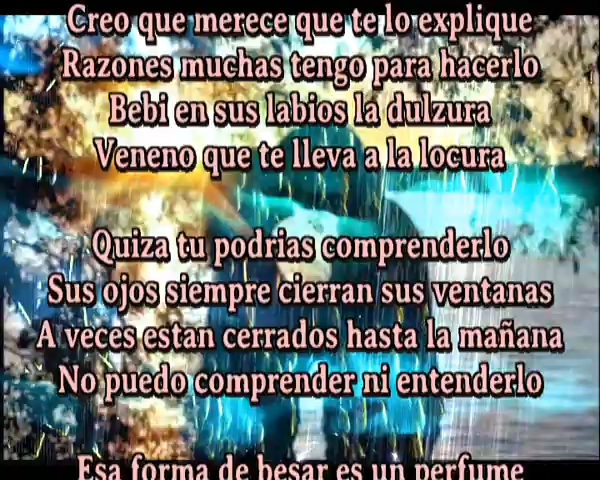 Creo que merece que te lo explique
Razones muchas tengo para hacerlo
Bebi en sus labios la dulzura
Veneno que te lleva a la locura
Quiza tu podrias comprenderlo
Sus ojos siempre cierran sus ventanas
A veces estan cerrados hasta la mañana
No puedo comprender ni entenderlo
Esa forma de besar es un perfume